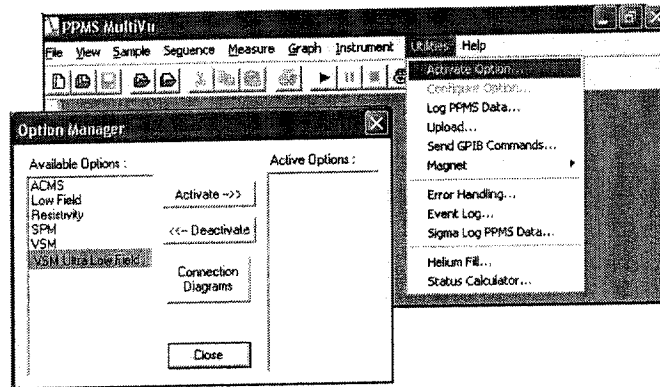 PPMS MultiVu
File View Sample Sequence Measure Graph Instrument Utilities Help
Activate Option...
Configure Option...
Log PPMS Data...
Upload...
Send GPIB Commands...
Magnet
Error Handling...
Event Log...
Sigma Log PPMS Data...
Helium Fill...
Status Calculator...
Option Manager
Available Options :
ACMS
Low Field
Resistivity
SPM
VSM
VSM Ultra Low Field
Activate -->>
<<-- Deactivate
Connection
Diagrams
Close
Active Options :